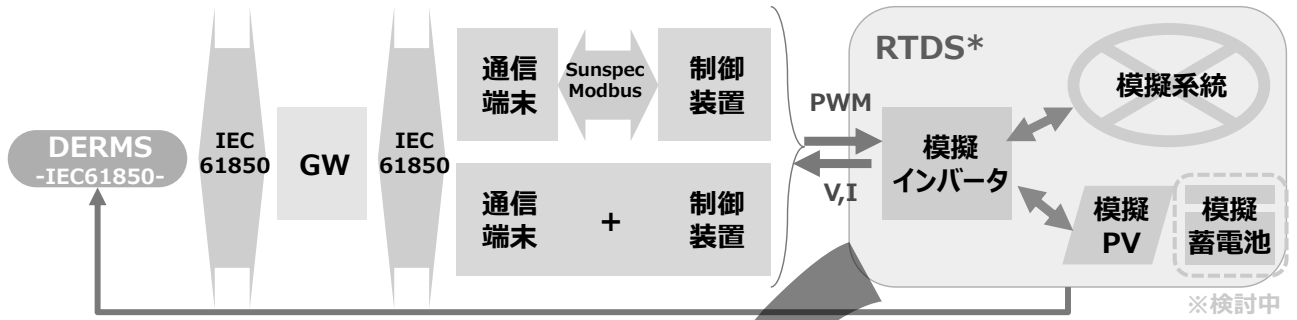 DERMS
-IEC61850-
IEC
61850
GW
IEC
61850
通信
端末
Sunspec
Modbus
制御
装置
通信
端末
+
制御
装置
PWM
V,I
RTDS*
模擬
インバータ
模擬系統
模擬
PV
模擬
蓄電池
※検討中